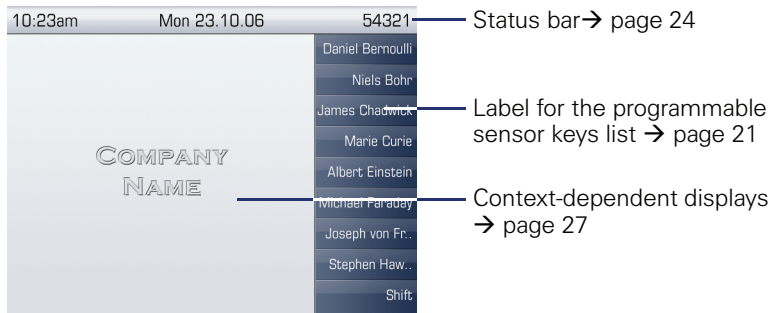 10:23am Mon 23.10.06 54321
Status bar→ page 24
Daniel Bernoulli
Niels Bohr
James Chadwick
Label for the programmable
sensor keys list → page 21
Marie Curie
Albert Einstein
COMPANY
NAME
Michael Faraday
Context-dependent displays
→ page 27
Joseph von Fr..
Stephen Haw..
Shift